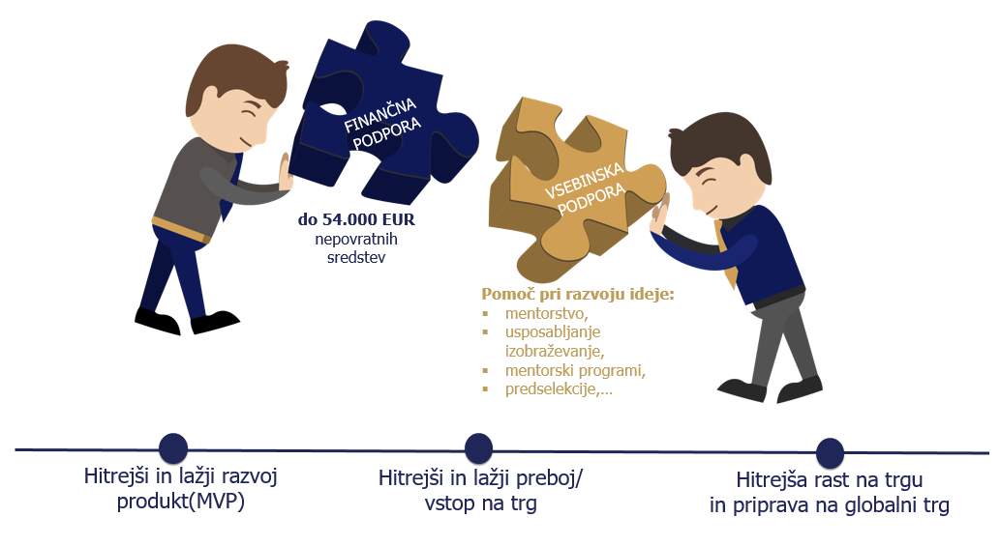 FINANČNA
PODPORA
do 54.000 EUR
nepovratnih
sredstev
VSEBINSKA
PODPORA
Pomoč pri razvoju ideje:
▪ mentorstvo,
▪ usposabljanje
izobraževanje,
▪ mentorski programi,
▪ predselekcije,...
Hitrejši in lažji razvoj
produkt(MVP)
Hitrejši in lažji preboj/
vstop na trg
Hitrejša rast na trgu
in priprava na globalni trg